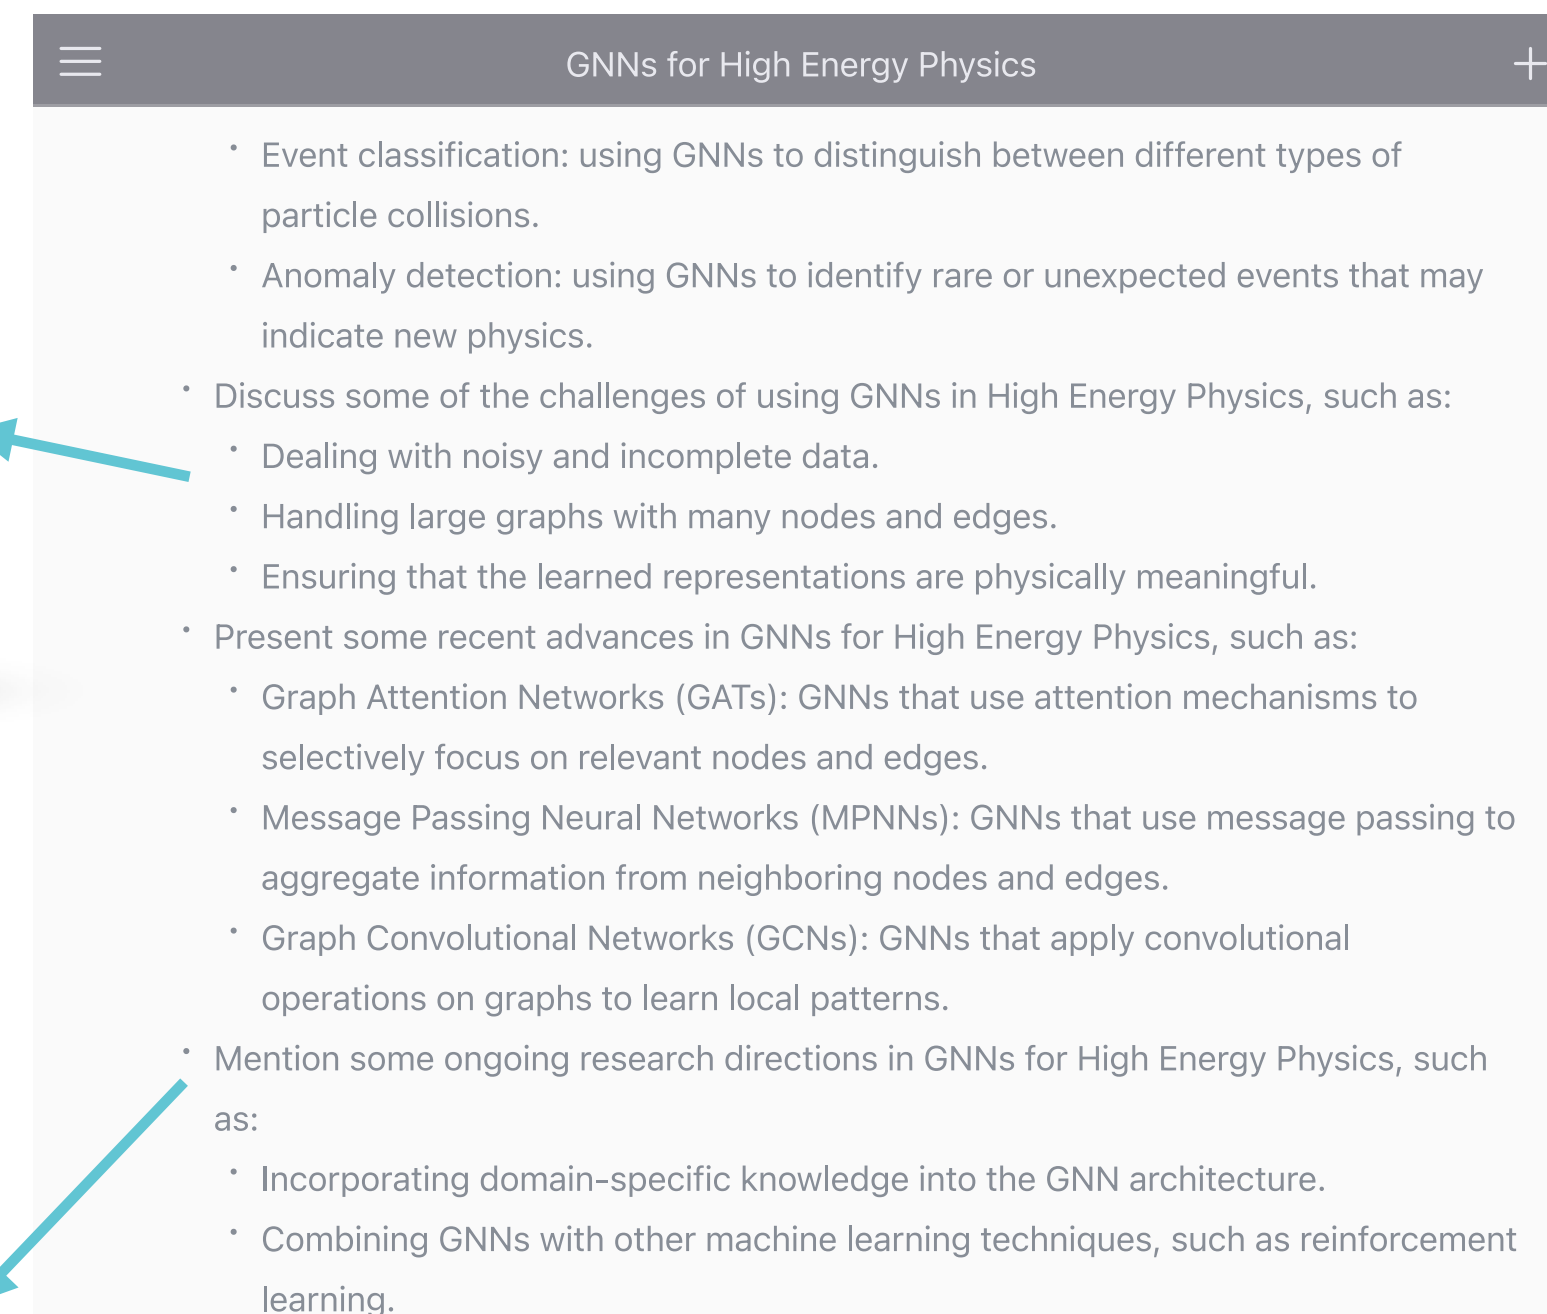 GNNs for High Energy Physics
• Event classification: using GNNs to distinguish between different types of
particle collisions.
• Anomaly detection: using GNNs to identify rare or unexpected events that may
indicate new physics.
• Discuss some of the challenges of using GNNs in High Energy Physics, such as:
• Dealing with noisy and incomplete data.
• Handling large graphs with many nodes and edges.
• Ensuring that the learned representations are physically meaningful.
• Present some recent advances in GNNs for High Energy Physics, such as:
• Graph Attention Networks (GATs): GNNs that use attention mechanisms to
selectively focus on relevant nodes and edges.
• Message Passing Neural Networks (MPNNs): GNNs that use message passing to
aggregate information from neighboring nodes and edges.
• Graph Convolutional Networks (GCNs): GNNs that apply convolutional
operations on graphs to learn local patterns.
• Mention some ongoing research directions in GNNs for High Energy Physics, such
as:
• Incorporating domain-specific knowledge into the GNN architecture.
• Combining GNNs with other machine learning techniques, such as reinforcement
learning.